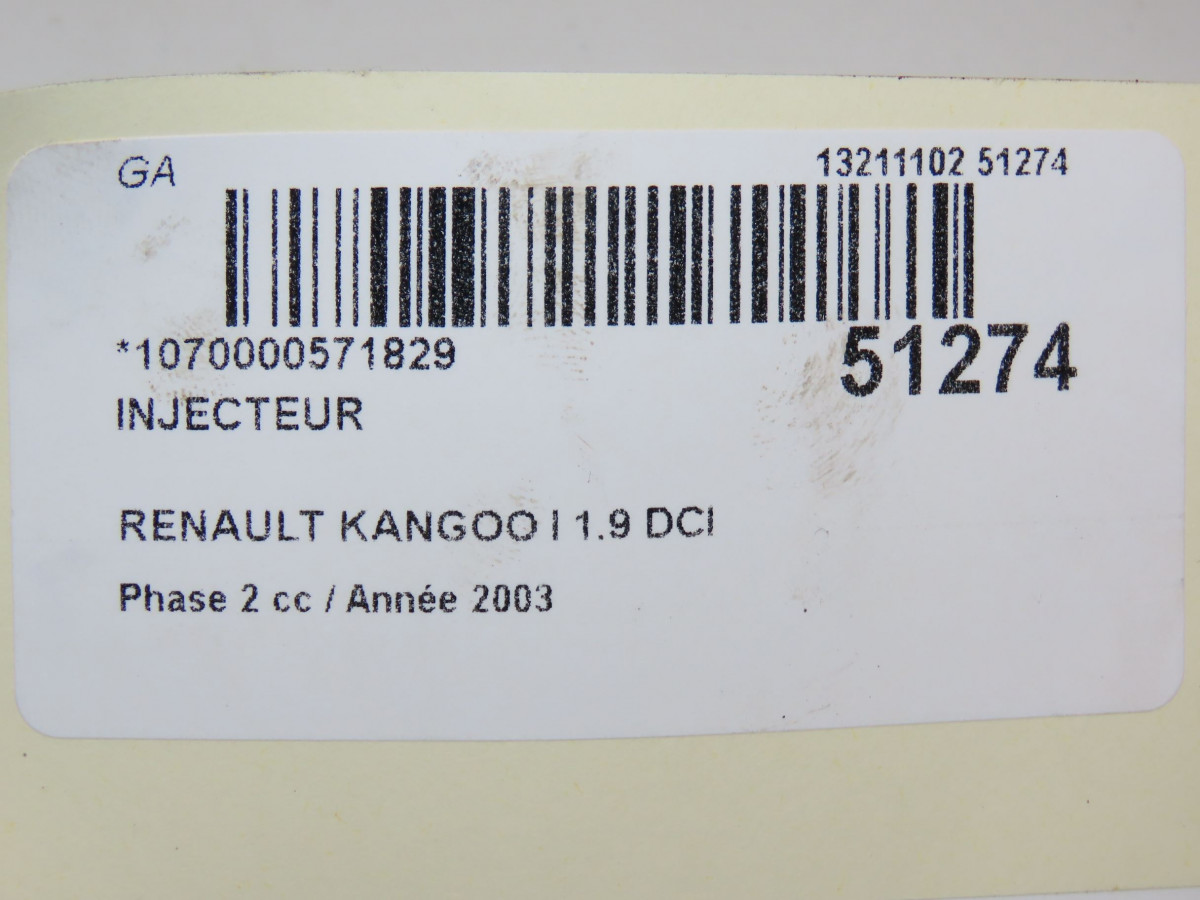 GA
13211102 51274
*1070000571829
51274
INJECTEUR
RENAULT KANGOO I 1.9 DCI
Phase 2 cc / Année 2003